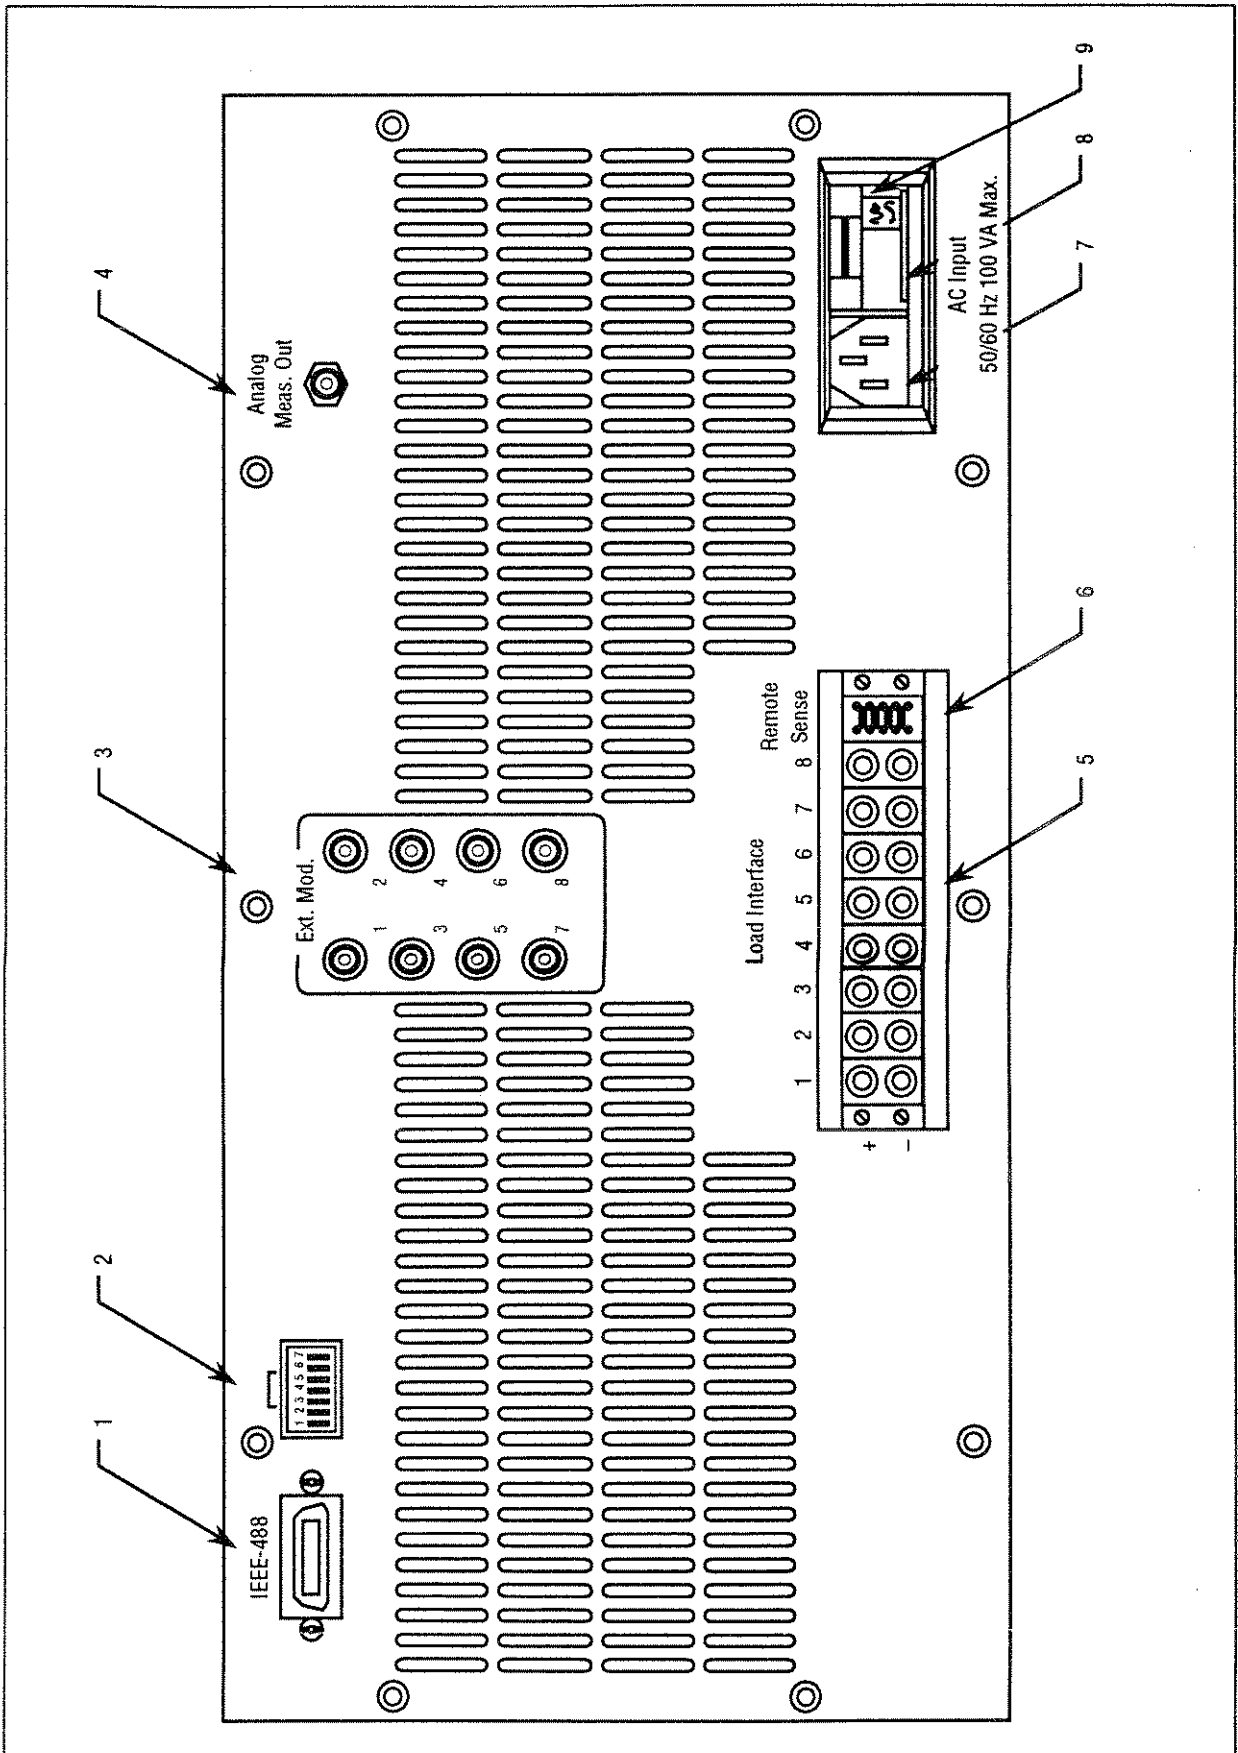 1
2
3
4
IEEE-488
1 2 3 4 5 6 7
Ext. Mod.
1
2
3
4
5
6
7
8
Analog
Meas. Out
Load Interface
Remote
Sense
1 2 3 4 5 6 7 8
+
−
AC Input
50/60 Hz 100 VA Max.
5
6
7
8
9